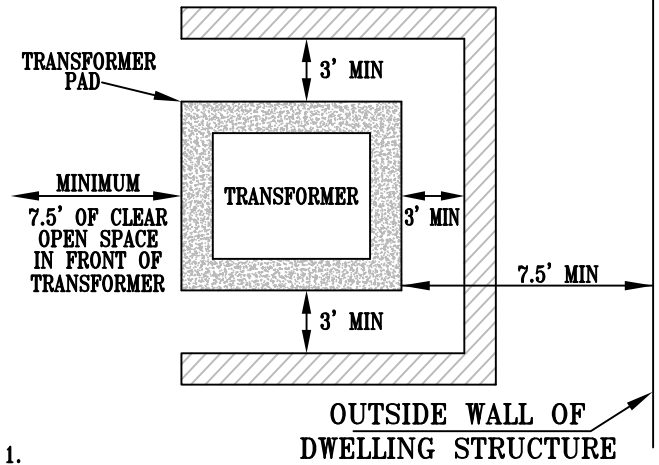 3' MIN
TRANSFORMER
PAD
MINIMUM
7.5' OF CLEAR
OPEN SPACE
IN FRONT OF
TRANSFORMER
TRANSFORMER
3' MIN
7.5' MIN
3' MIN
OUTSIDE WALL OF
DWELLING STRUCTURE
1.